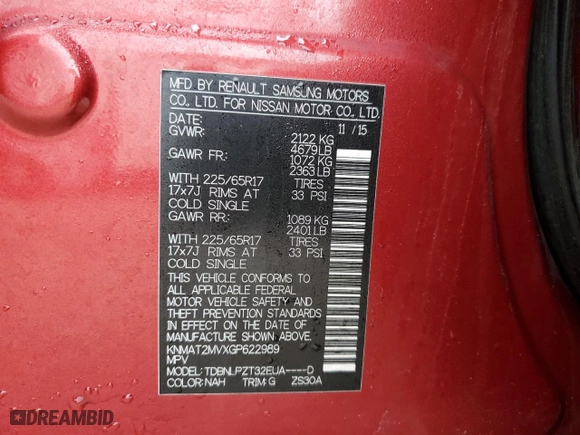 MFD BY RENAULT SAMSUNG MOTORS
CO., LTD. FOR NISSAN MOTOR CO., LTD.
DATE: 11 / 15
GVWR: 2122 KG
4679 LB
GAWR FR: 1072 KG
2363 LB
WITH 225/65R17 TIRES
17x7J RIMS AT 33 PSI
COLD SINGLE
GAWR RR: 1089 KG
2401 LB
WITH 225/65R17 TIRES
17x7J RIMS AT 33 PSI
COLD SINGLE
THIS VEHICLE CONFORMS TO
ALL APPLICABLE FEDERAL
MOTOR VEHICLE SAFETY AND
THEFT PREVENTION STANDARDS
IN EFFECT ON THE DATE OF
MANUFACTURE SHOWN ABOVE.
KNMAT2MVXGP622989
MPV
MODEL: TDBNLPZT32EUA----D
COLOR: NAH TRIM: G ZS30A
DREAMBID